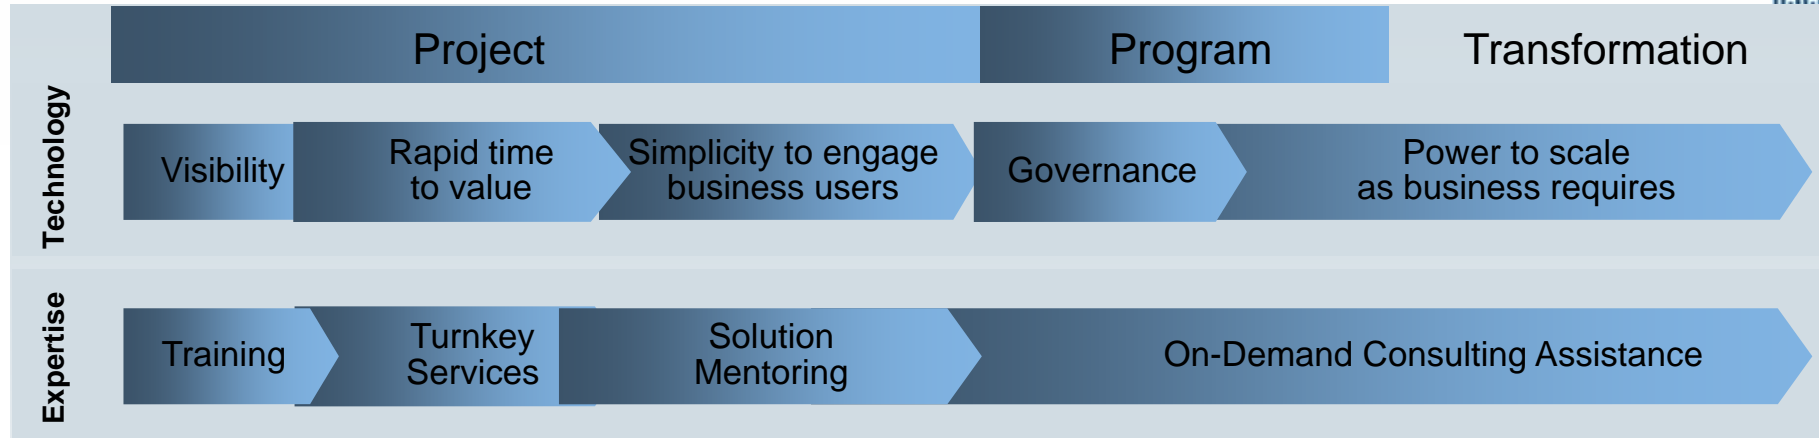 Project
Program
Transformation
Technology
Visibility
Rapid time
to value
Simplicity to engage
business users
Governance
Power to scale
as business requires
Expertise
Training
Turnkey
Services
Solution
Mentoring
On-Demand Consulting Assistance